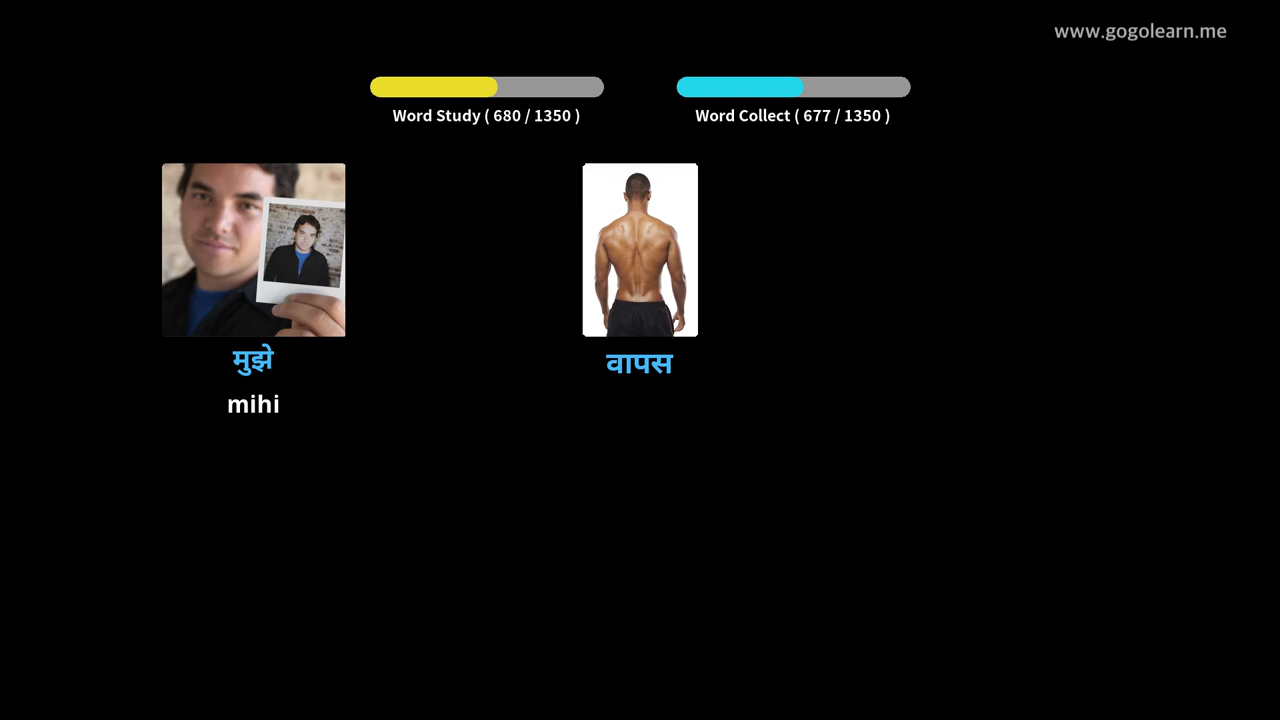 www.gogolearn.me
Word Study ( 680 / 1350 )
Word Collect ( 677 / 1350 )
मुझे
mihi
वापस